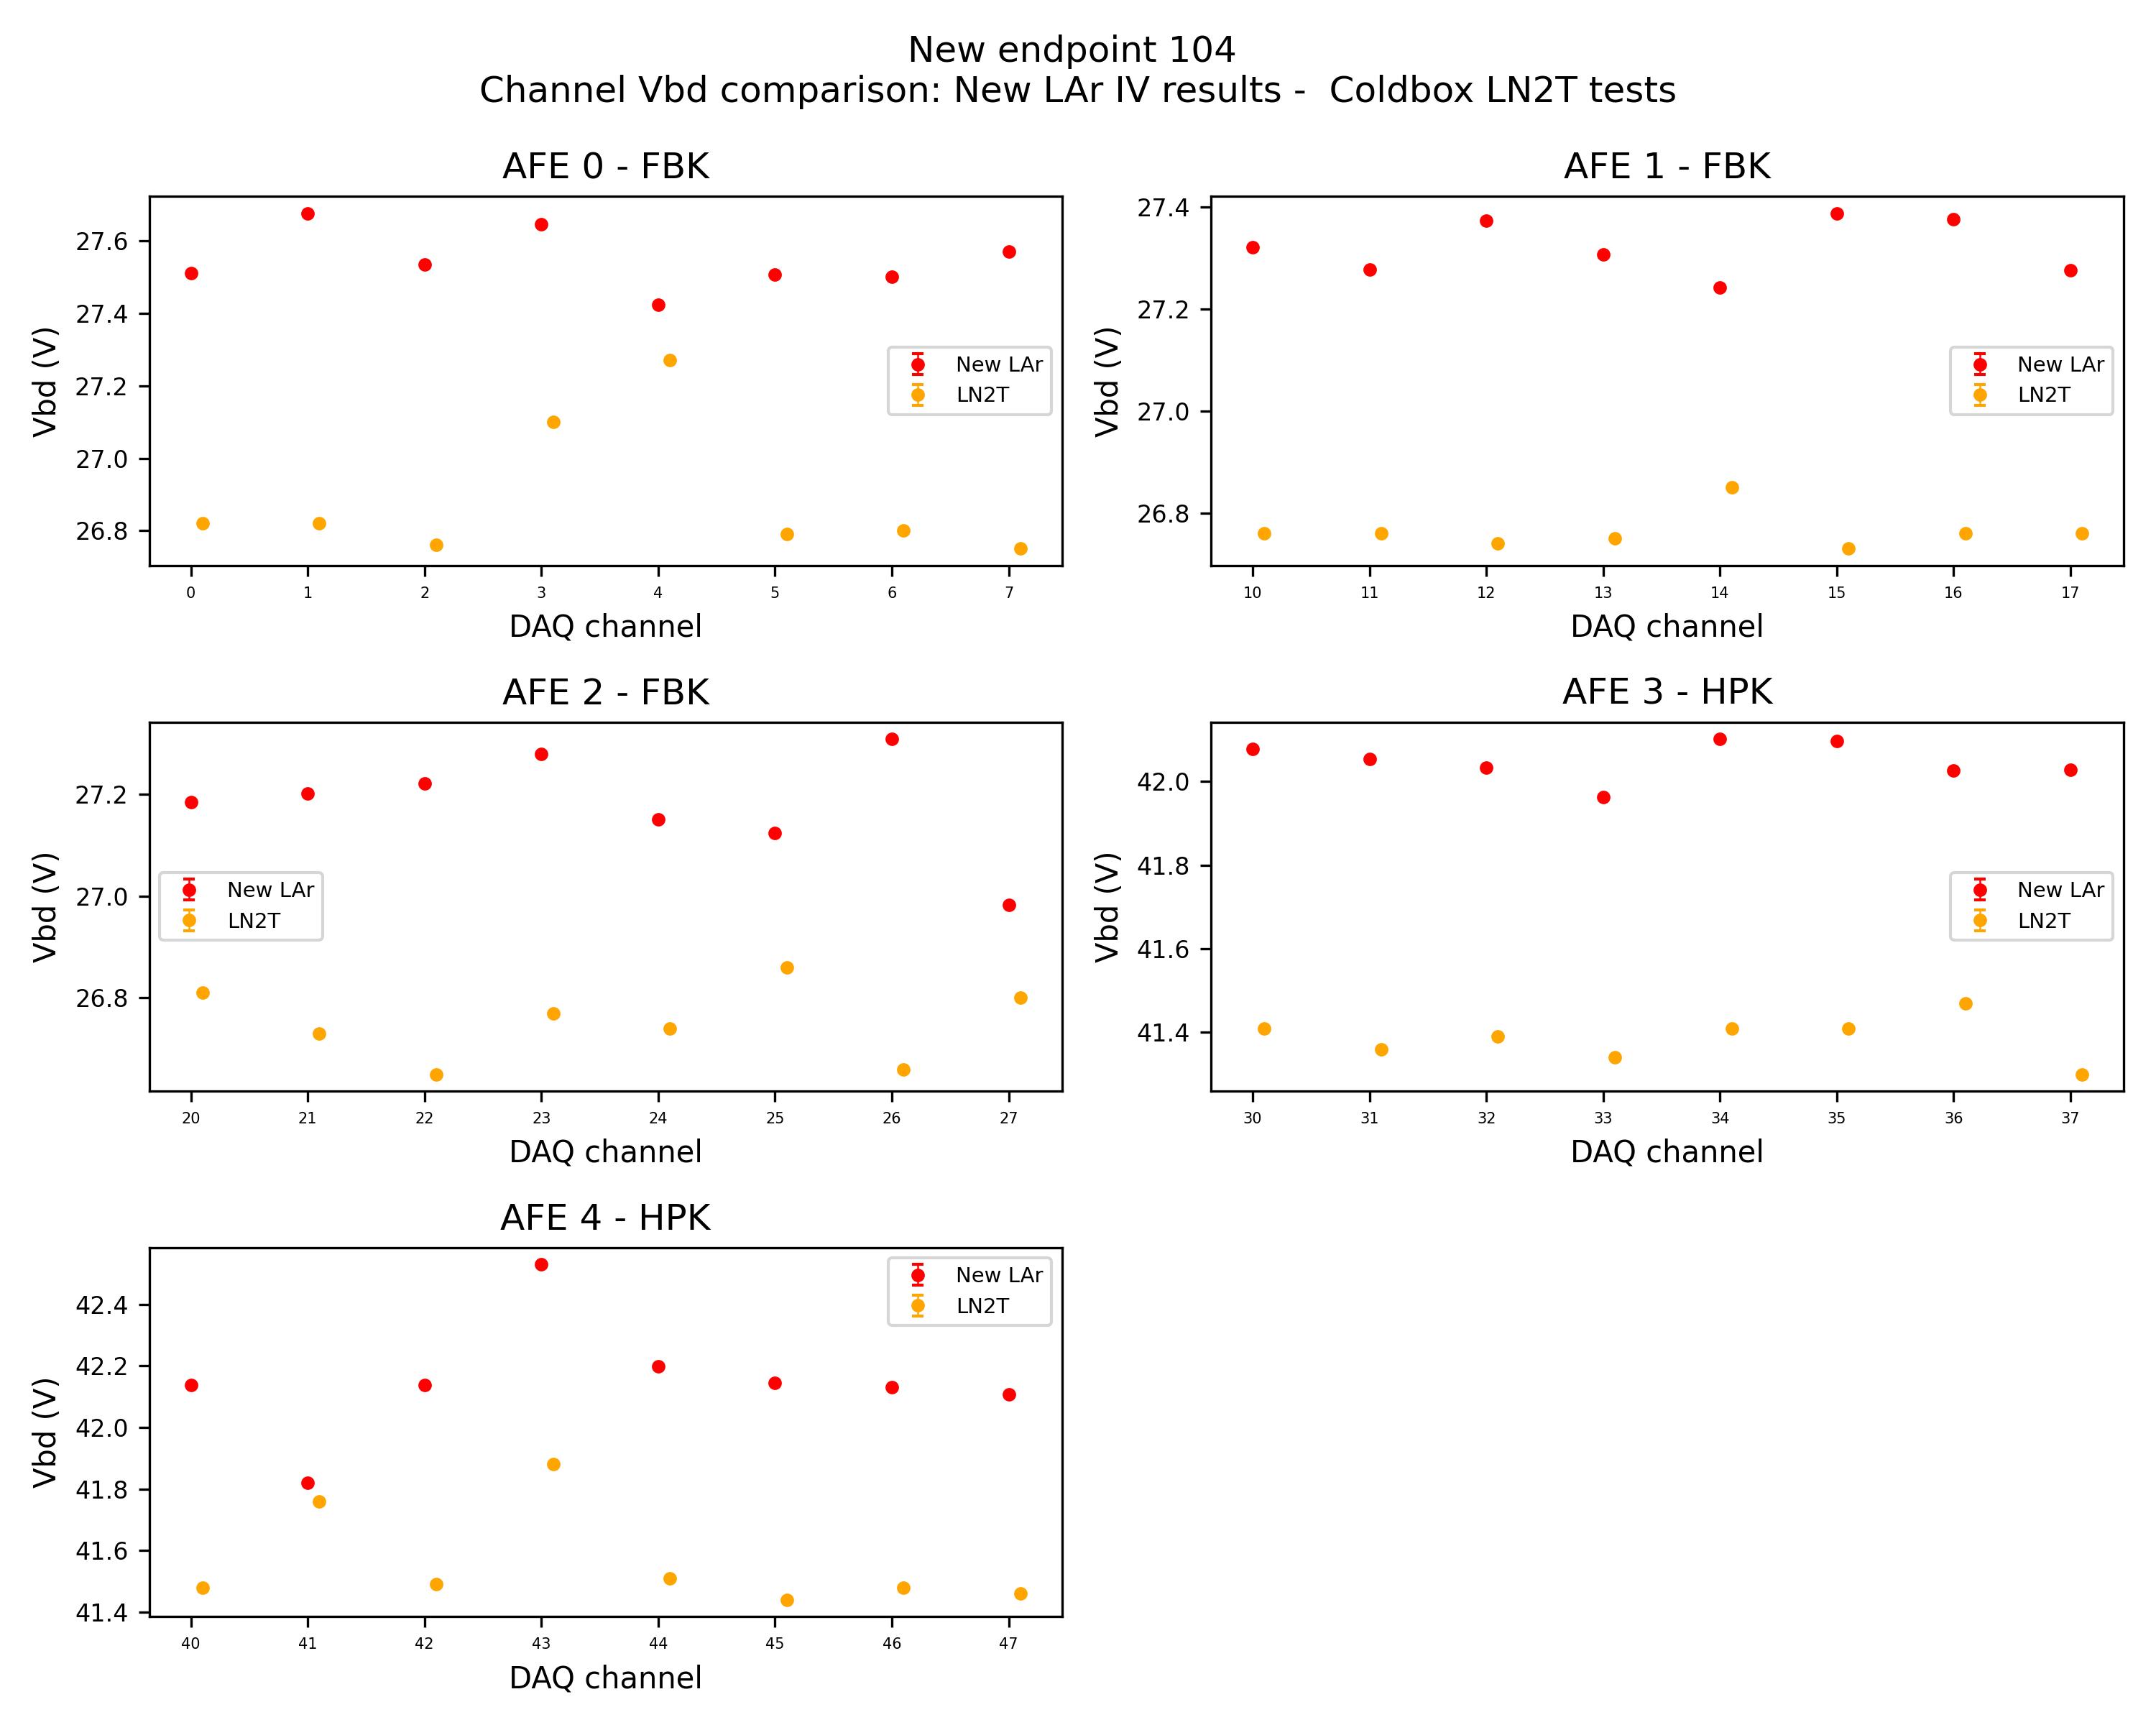 New endpoint 104
Channel Vbd comparison: New LAr IV results -  Coldbox LN2T tests
AFE 0 - FBK
Vbd (V)
27.6
27.4
27.2
27.0
26.8
New LAr
LN2T
0 1 2 3 4 5 6 7
DAQ channel
AFE 1 - FBK
Vbd (V)
27.4
27.2
27.0
26.8
New LAr
LN2T
10 11 12 13 14 15 16 17
DAQ channel
AFE 2 - FBK
Vbd (V)
27.2
27.0
26.8
New LAr
LN2T
20 21 22 23 24 25 26 27
DAQ channel
AFE 3 - HPK
Vbd (V)
42.0
41.8
41.6
41.4
New LAr
LN2T
30 31 32 33 34 35 36 37
DAQ channel
AFE 4 - HPK
Vbd (V)
42.4
42.2
42.0
41.8
41.6
41.4
New LAr
LN2T
40 41 42 43 44 45 46 47
DAQ channel